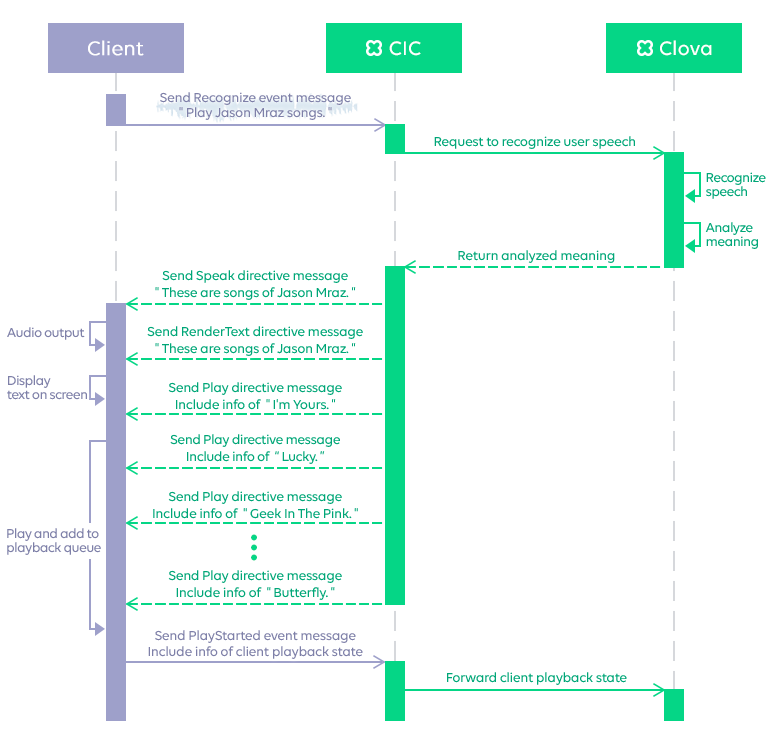 Client
CIC
Clova
Send Recognize event message
"Play Jason Mraz songs."
Request to recognize user speech
Recognize
speech
Analyze
meaning
Return analyzed meaning
Send Speak directive message
"These are songs of Jason Mraz."
Audio output
Send RenderText directive message
"These are songs of Jason Mraz."
Display
text on screen
Send Play directive message
Include info of "I'm Yours."
Send Play directive message
Include info of "Lucky."
Send Play directive message
Include info of "Geek In The Pink."
Play and add to
playback queue
Send Play directive message
Include info of "Butterfly."
Send PlayStarted event message
Include info of client playback state
Forward client playback state